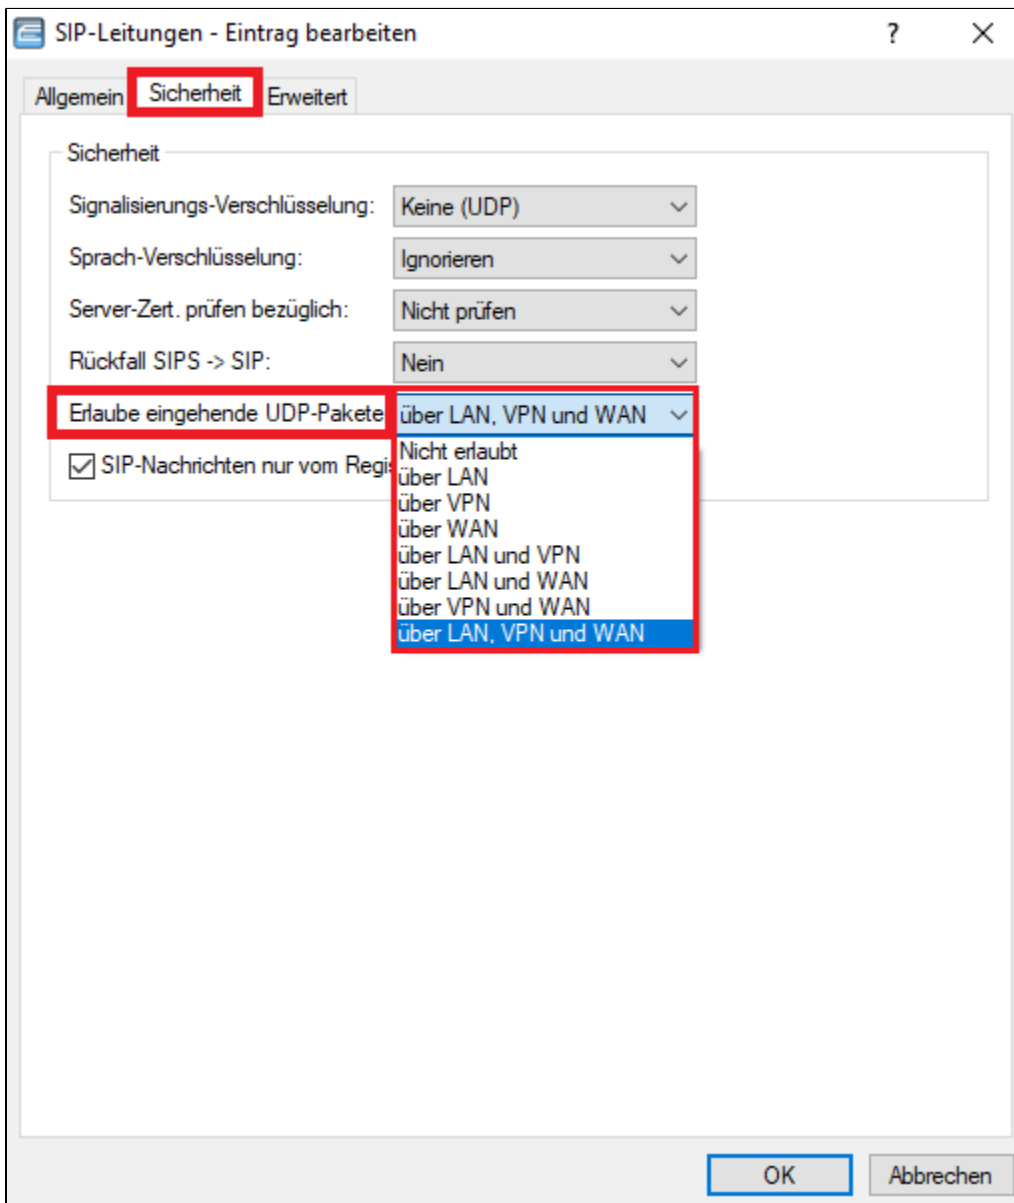 SIP-Leitungen - Eintrag bearbeiten ?
Allgemein Sicherheit Erweitert
Sicherheit
Signalisierungs-Verschlüsselung: Keine (UDP)
Sprach-Verschlüsselung: Ignorieren
Server-Zert. prüfen bezüglich: Nicht prüfen
Rückfall SIPS -> SIP: Nein
Erlaube eingehende UDP-Pakete über LAN, VPN und WAN
SIP-Nachrichten nur vom
Nicht erlaubt
über LAN
über VPN
über WAN
über LAN und VPN
über LAN und WAN
über VPN und WAN
über LAN, VPN und WAN
OK Abbrechen